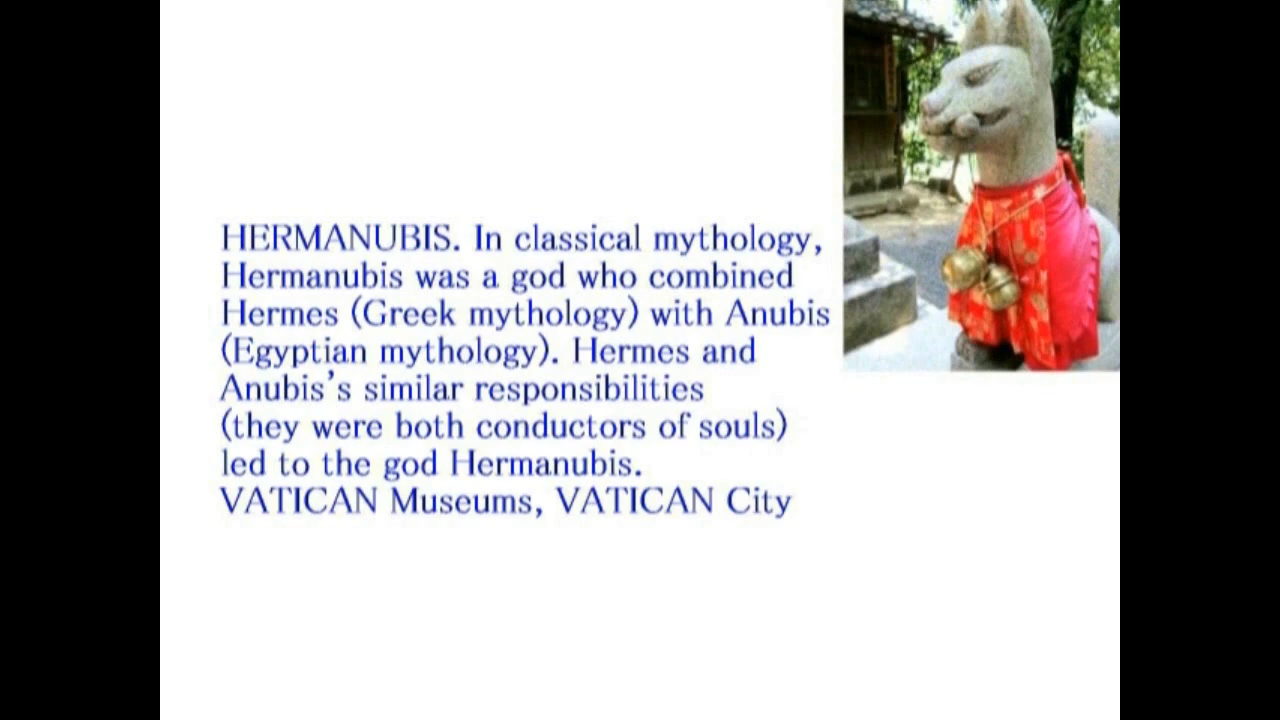 HERMANUBIS. In classical mythology,
Hermanubis was a god who combined
Hermes (Greek mythology) with Anubis
(Egyptian mythology). Hermes and
Anubis's similar responsibilities
(they were both conductors of souls)
led to the god Hermanubis.
VATICAN Museums, VATICAN City